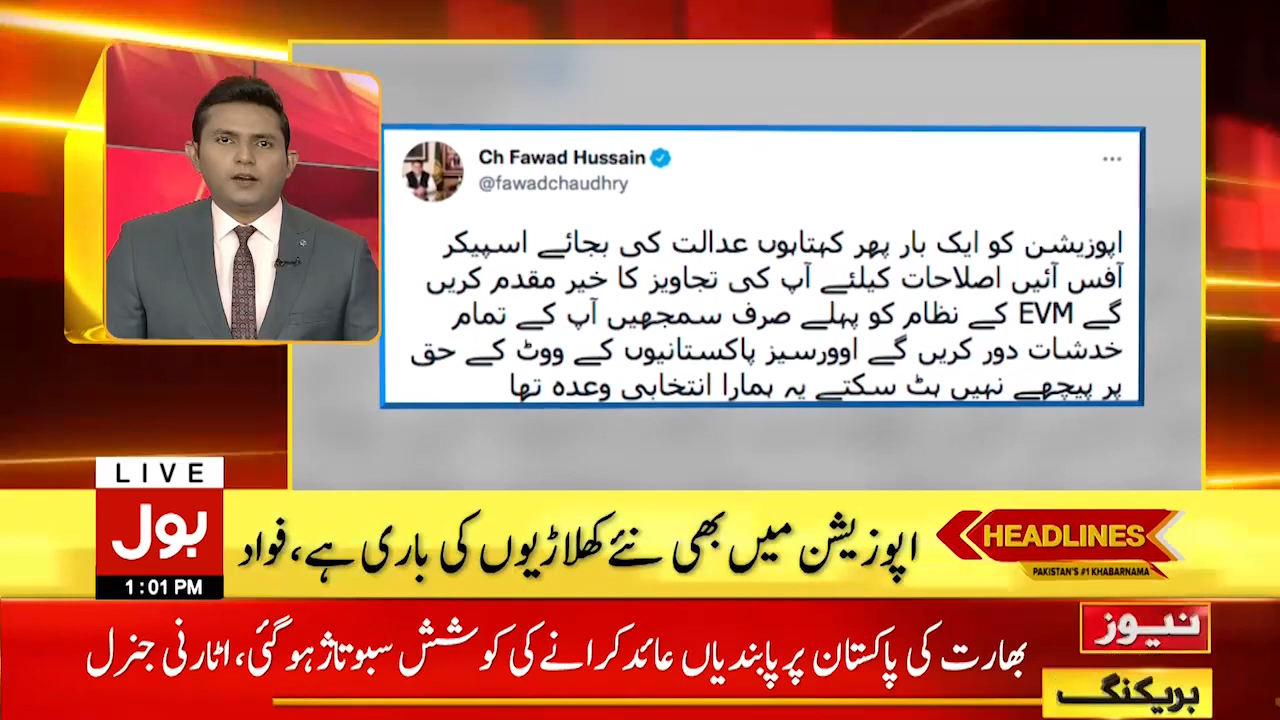 Ch Fawad Hussain
@fawadchaudhry
اپوزیشن کو ایک بار پھر کہتاہوں عدالت کی بجائے اسپیکر
آفس آئیں اصلاحات کیلئے آپ کی تجاویز کا خیر مقدم کریں
گے EVM کے نظام کو پہلے صرف سمجھیں آپ کے تمام
خدشات دور کریں گے اوورسیز پاکستانیوں کے ووٹ کے حق
پر پیچھے نہیں ہٹ سکتے یہ ہمارا انتخابی وعدہ تھا
LIVE
بول
1:01 PM
HEADLINES
PAKISTAN'S #1 KHABARNAMA
اپوزیشن میں بھی نئے کھلاڑیوں کی باری ہے، فواد
نیوز
بھارت کی پاکستان پر پابندیاں عائد کرانے کی کوشش سبوتاژ ہوگئی، اٹارنی جنرل
بریکنگ